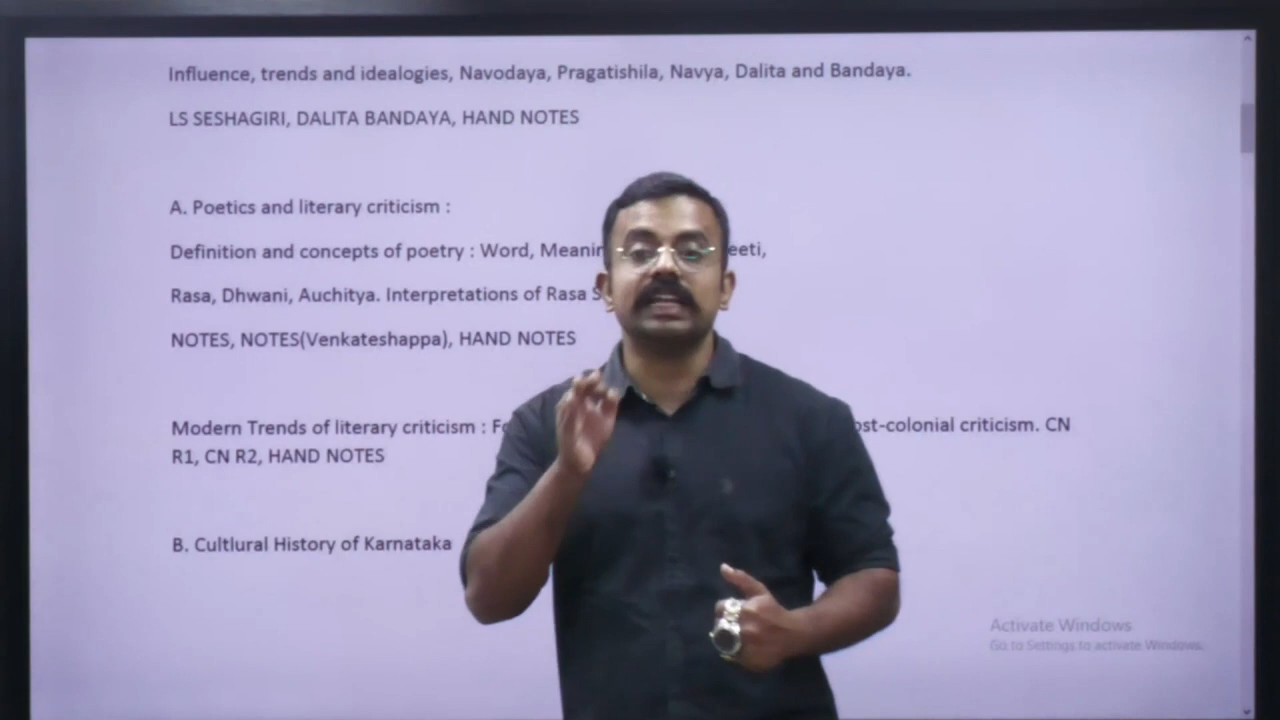 Influence, trends and idealogies, Navodaya, Pragatishila, Navya, Dalita and Bandaya.
LS SESHAGIRI, DALITA BANDAYA, HAND NOTES
A. Poetics and literary criticism :
Definition and concepts of poetry : Word,
Rasa, Dhwani, Auchitya. Interpretations of Rasa
NOTES, NOTES(Venkateshappa), HAND NOTES
Modern Trends of literary criticism : criticism. CN
R1, CN R2, HAND NOTES
B. Cultlural History of Karnataka
Activate Windows
Go to Settings to activate Windows.